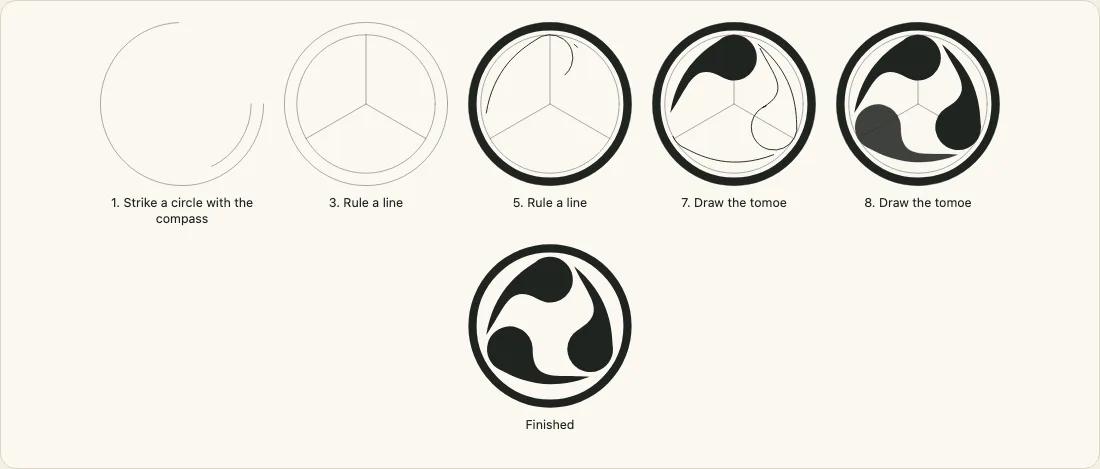 1. Strike a circle with the
compass
3. Rule a line
5. Rule a line
7. Draw the tomoe
8. Draw the tomoe
Finished